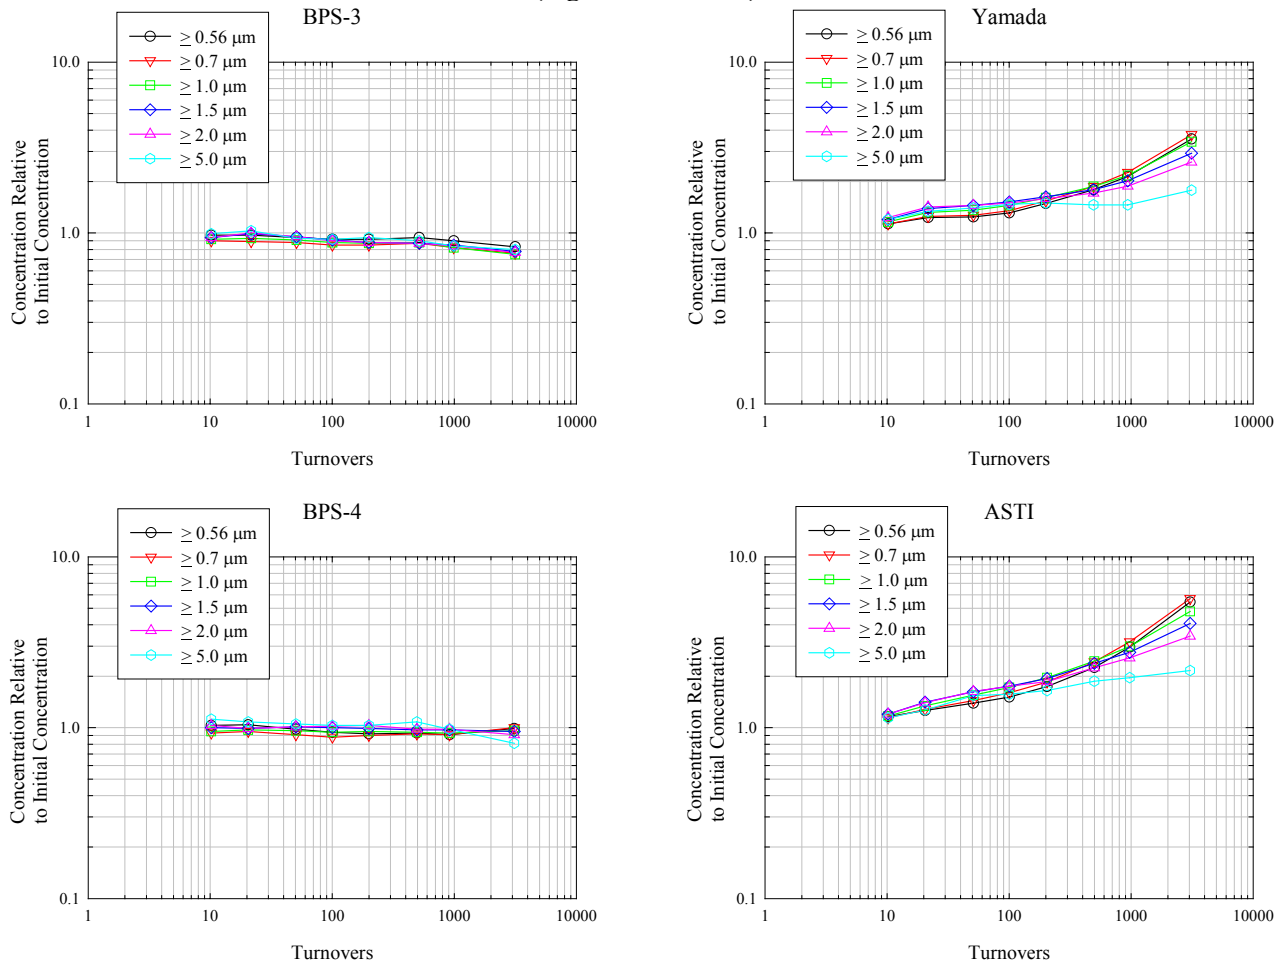 BPS-3
≥ 0.56 μm
≥ 0.7 μm
≥ 1.0 μm
≥ 1.5 μm
≥ 2.0 μm
≥ 5.0 μm
Concentration Relative
to Initial Concentration
10.0
1.0
0.1
1 10 100 1000 10000
Turnovers
Yamada
≥ 0.56 μm
≥ 0.7 μm
≥ 1.0 μm
≥ 1.5 μm
≥ 2.0 μm
≥ 5.0 μm
Concentration Relative
to Initial Concentration
10.0
1.0
0.1
1 10 100 1000 10000
Turnovers
BPS-4
≥ 0.56 μm
≥ 0.7 μm
≥ 1.0 μm
≥ 1.5 μm
≥ 2.0 μm
≥ 5.0 μm
Concentration Relative
to Initial Concentration
10.0
1.0
0.1
1 10 100 1000 10000
Turnovers
ASTI
≥ 0.56 μm
≥ 0.7 μm
≥ 1.0 μm
≥ 1.5 μm
≥ 2.0 μm
≥ 5.0 μm
Concentration Relative
to Initial Concentration
10.0
1.0
0.1
1 10 100 1000 10000
Turnovers